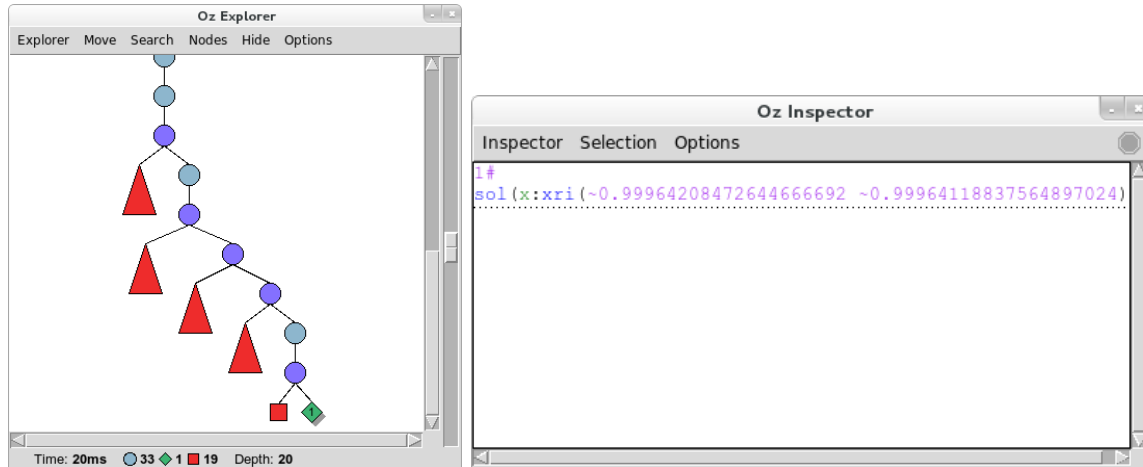 Oz Explorer
Explorer Move Search Nodes Hide Options
1
Time: 20ms 33 1 19 Depth: 20
Oz Inspector
Inspector Selection Options
1#
sol(x:xri(~0.99964208472644666692 ~0.99964118837564897024)